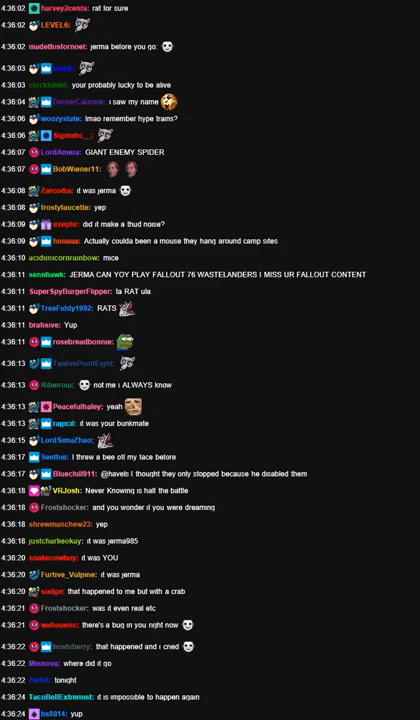 4:36:02 harvey2cents: rat for sure
4:36:02 LEVEL6:
4:36:02 madethisfornoel: jerma before you go:
4:36:03
4:36:03 your probably lucky to be alive
4:36:04 DinnerCalzone: i saw my name
4:36:06 woozystate: lmao remember hype trains?
4:36:06 Sigmatic__:
4:36:07 LordAmera: GIANT ENEMY SPIDER
4:36:07 BobWiener11:
4:36:08 Zarcodia: it was jerma
4:36:08 frostyfaucette: yep
4:36:09 did it make a thud noise?
4:36:09 honaaa: Actually coulda been a mouse they hang around camp sites
4:36:10 acidunicornrainbow: mice
4:36:11 sennhawk: JERMA CAN YOY PLAY FALLOUT 76 WASTELANDERS I MISS UR FALLOUT CONTENT
4:36:11 SuperSpyBurgerFlipper: ta RAT ula
4:36:11 TreeFiddy1992: RATS
4:36:11 brahsive: Yup
4:36:11 rosebreadbonnie:
4:36:13 TwelvePointEight:
4:36:13 Ribeirou: not me i ALWAYS know
4:36:13 Peacefulhaley: yeah
4:36:13 ragicil: it was your bunkmate
4:36:15 LordSimaZhao:
4:36:17 Seethie: I threw a bee off my face before
4:36:17 Bluechill911: @havels I thought they only stopped because he disabled them
4:36:18 VRJosh: Never Knowing is half the battle
4:36:18 Frostshocker: and you wonder if you were dreaming
4:36:18 shrewmanchew23: yep
4:36:18 justcharlieokay: it was jerma985
4:36:20 snakecowboy: it was YOU
4:36:20 Furtive_Vulpine: it was jerma
4:36:20 sudge: that happened to me but with a crab
4:36:21 Frostshocker: was it even real etc
4:36:21 wahooeric: there's a bug in you right now
4:36:22 hoshiberry: that happened and i cried
4:36:22 Misnova: where did it go
4:36:22 tonight
4:36:24 TacoBellExtremist: it is impossible to happen again
4:36:24 bs8814: yup